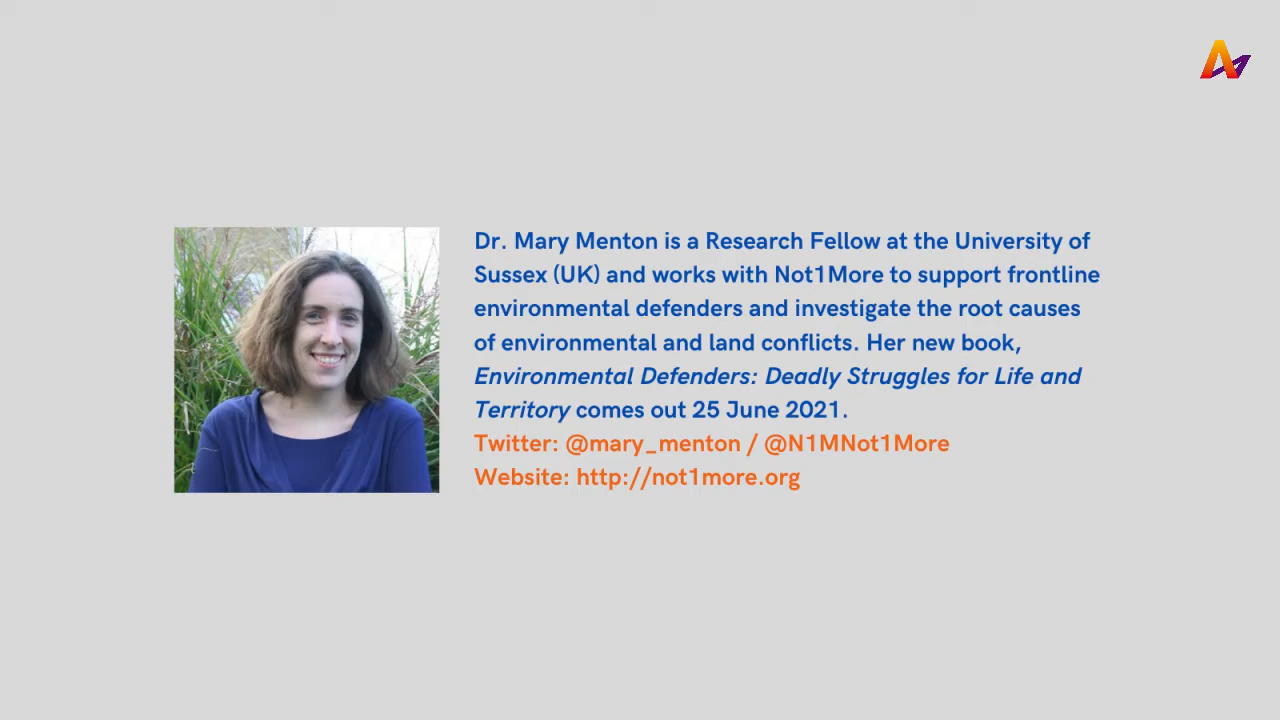 Dr. Mary Menton is a Research Fellow at the University of
Sussex (UK) and works with Not1More to support frontline
environmental defenders and investigate the root causes
of environmental and land conflicts. Her new book,
Environmental Defenders: Deadly Struggles for Life and
Territory comes out 25 June 2021.
Twitter: @mary_menton / @N1MNot1More
Website: http://not1more.org